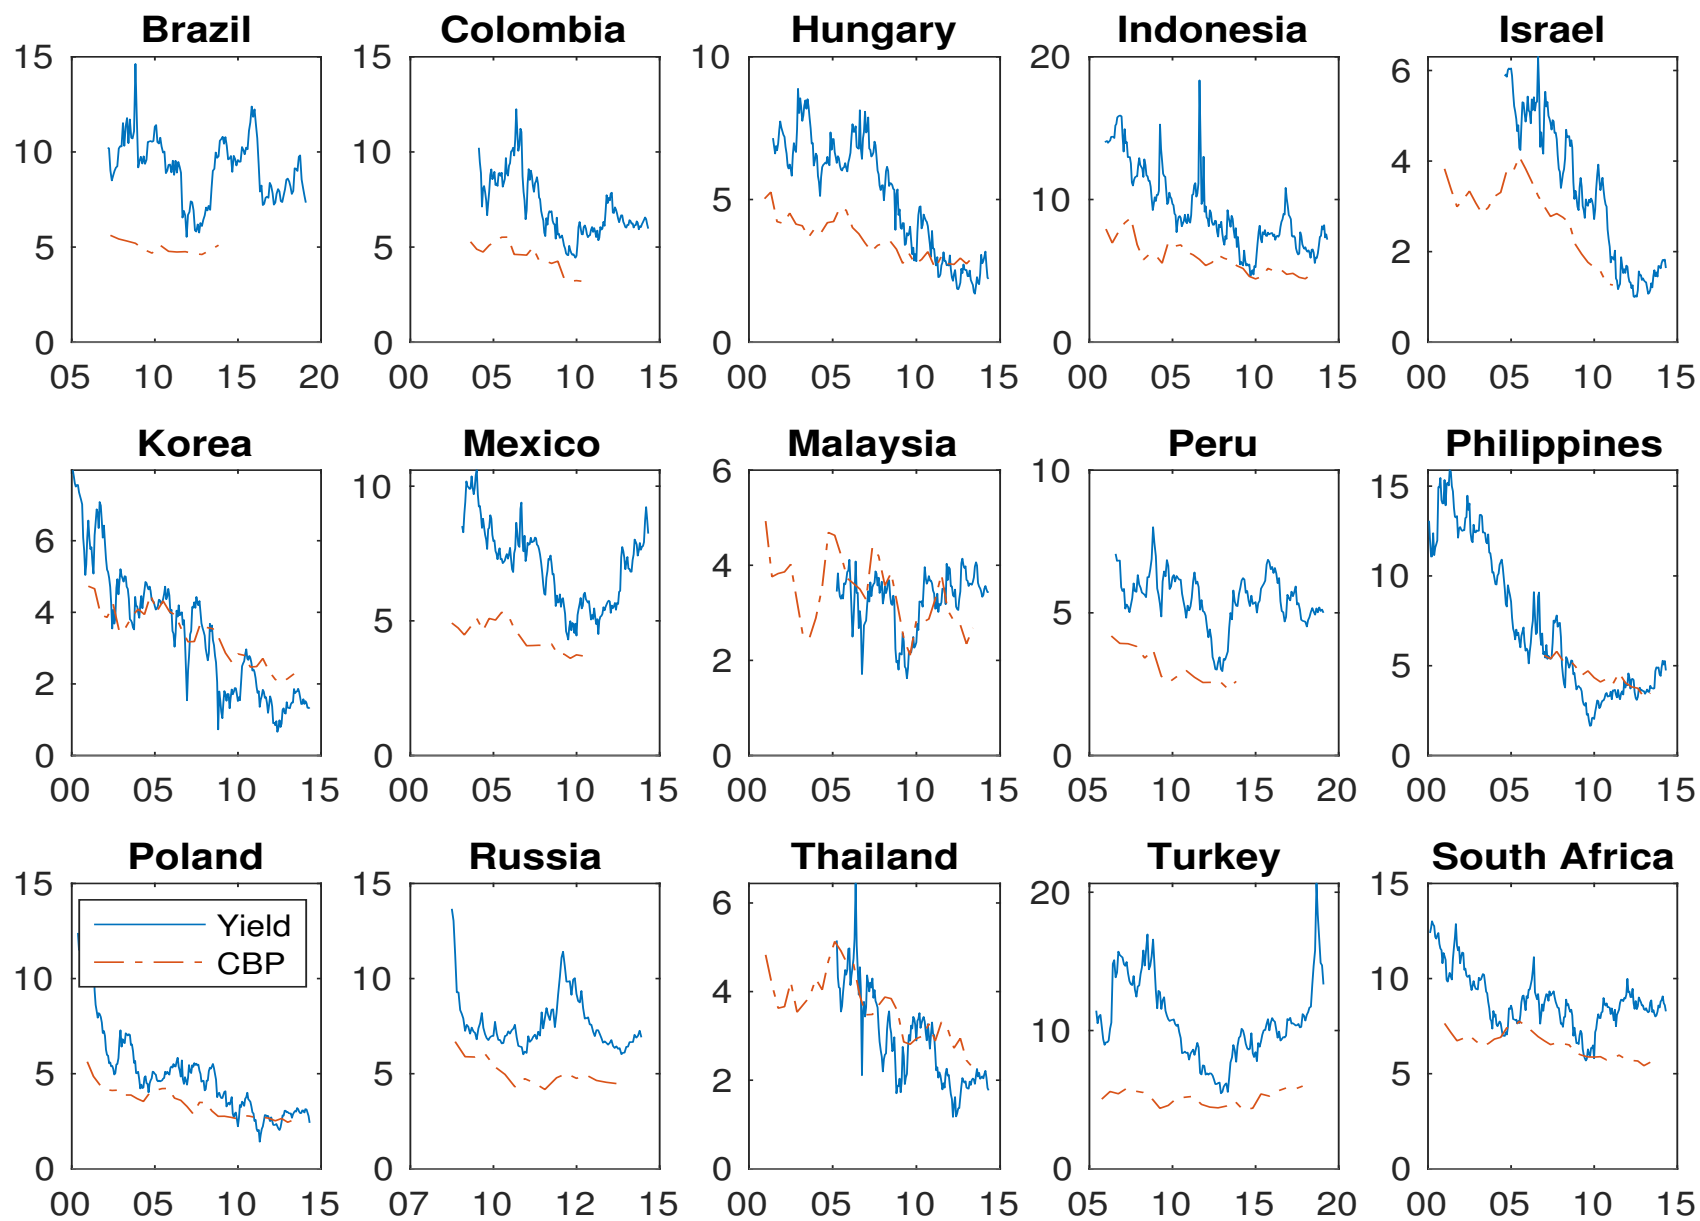 Brazil Colombia Hungary Indonesia Israel
15 15 10 20 6
10 10 5 10 4
5 5 0 0 2
0 0 0
05 10 15 20 00 05 10 15 00 05 10 15 00 05 10 15 00 05 10 15
Korea Mexico Malaysia Peru Philippines
6 10 6 10 15
4 5 4 5 10
2 0 2 0 5
0 0 0
00 05 10 15 00 05 10 15 00 05 10 15 05 10 15 20 00 05 10 15
Poland Russia Thailand Turkey South Africa
15 15 6 20 15
Yield
CBP
10 10 4 10 10
5 5 2 0 5
0 0 0 0
00 05 10 15 07 10 12 15 00 05 10 15 05 10 15 20 00 05 10 15